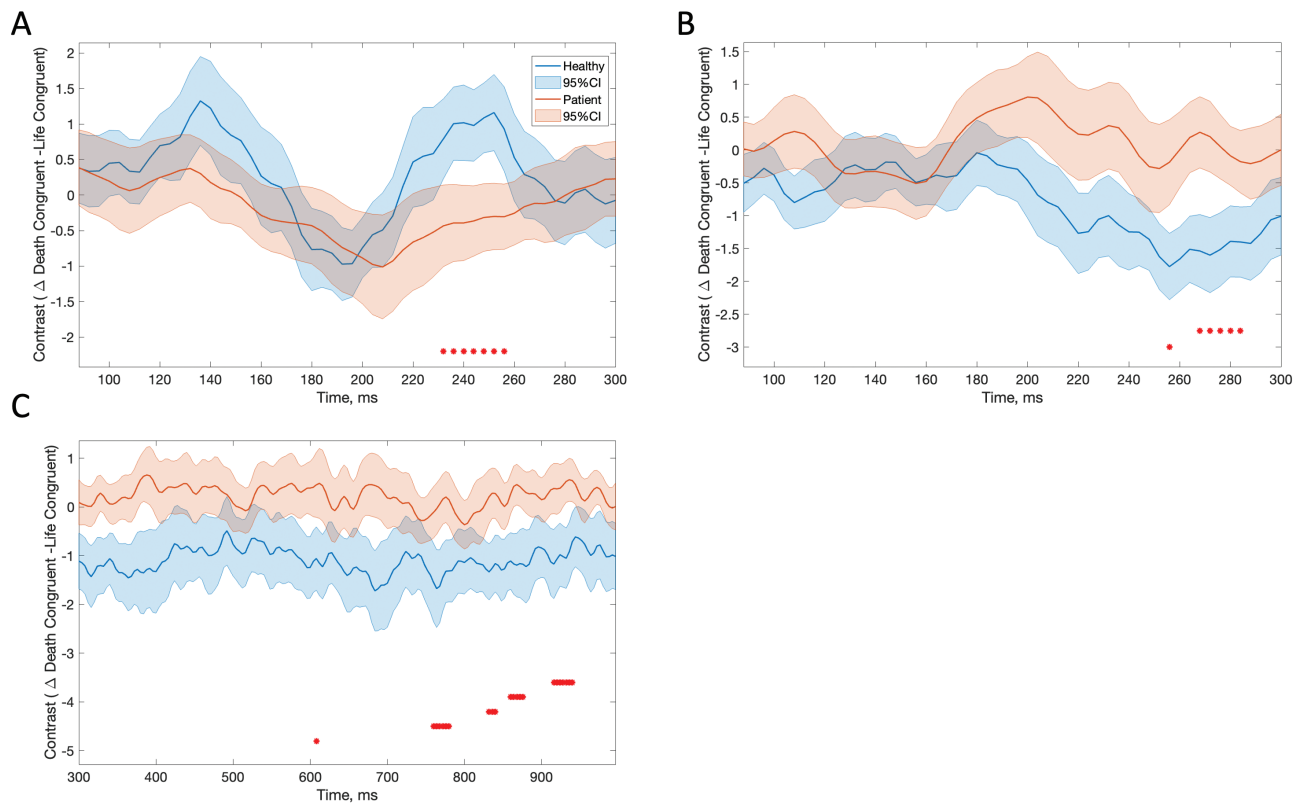 A
Contrast ( △ Death Congruent -Life Congruent)
2
1.5
1
0.5
0
-0.5
-1
-1.5
-2
Healthy
95%CI
Patient
95%CI
100 120 140 160 180 200 220 240 260 280 300
Time, ms
B
Contrast ( △ Death Congruent -Life Congruent)
1.5
1
0.5
0
-0.5
-1
-1.5
-2
-2.5
-3
100 120 140 160 180 200 220 240 260 280 300
Time, ms
C
Contrast ( △ Death Congruent -Life Congruent)
1
0
-1
-2
-3
-4
-5
300 400 500 600 700 800 900
Time, ms